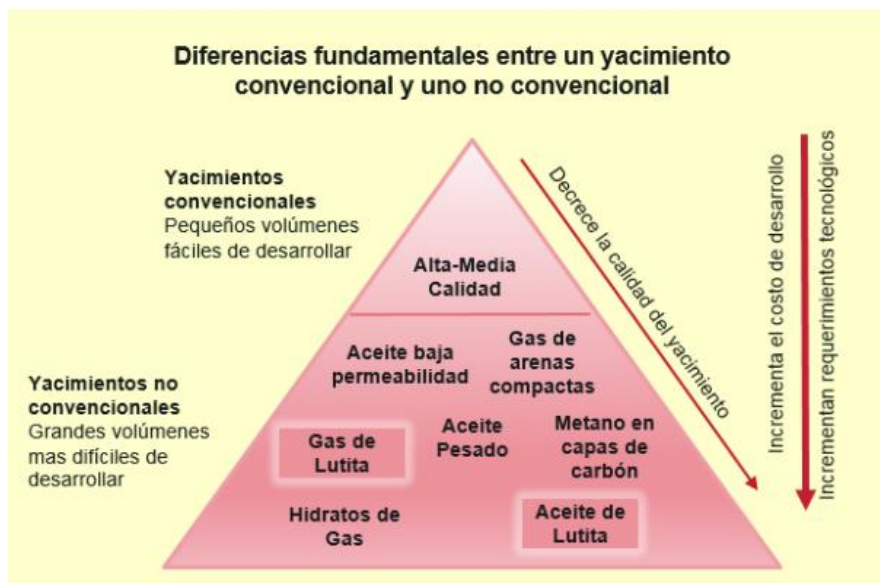 Diferencias fundamentales entre un yacimiento
convencional y uno no convencional
Yacimientos
convencionales
Pequeños volúmenes
fáciles de desarrollar
Alta-Media
Calidad
Decrece la calidad del yacimiento
Incrementa el costo de desarrollo
Incrementan requerimientos tecnológicos
Yacimientos no
convencionales
Grandes volúmenes
mas difíciles de
desarrollar
Aceite baja
permeabilidad
Gas de
arenas
compactas
Gas de
Lutita
Aceite
Pesado
Metano en
capas de
carbón
Hidratos de
Gas
Aceite de
Lutita